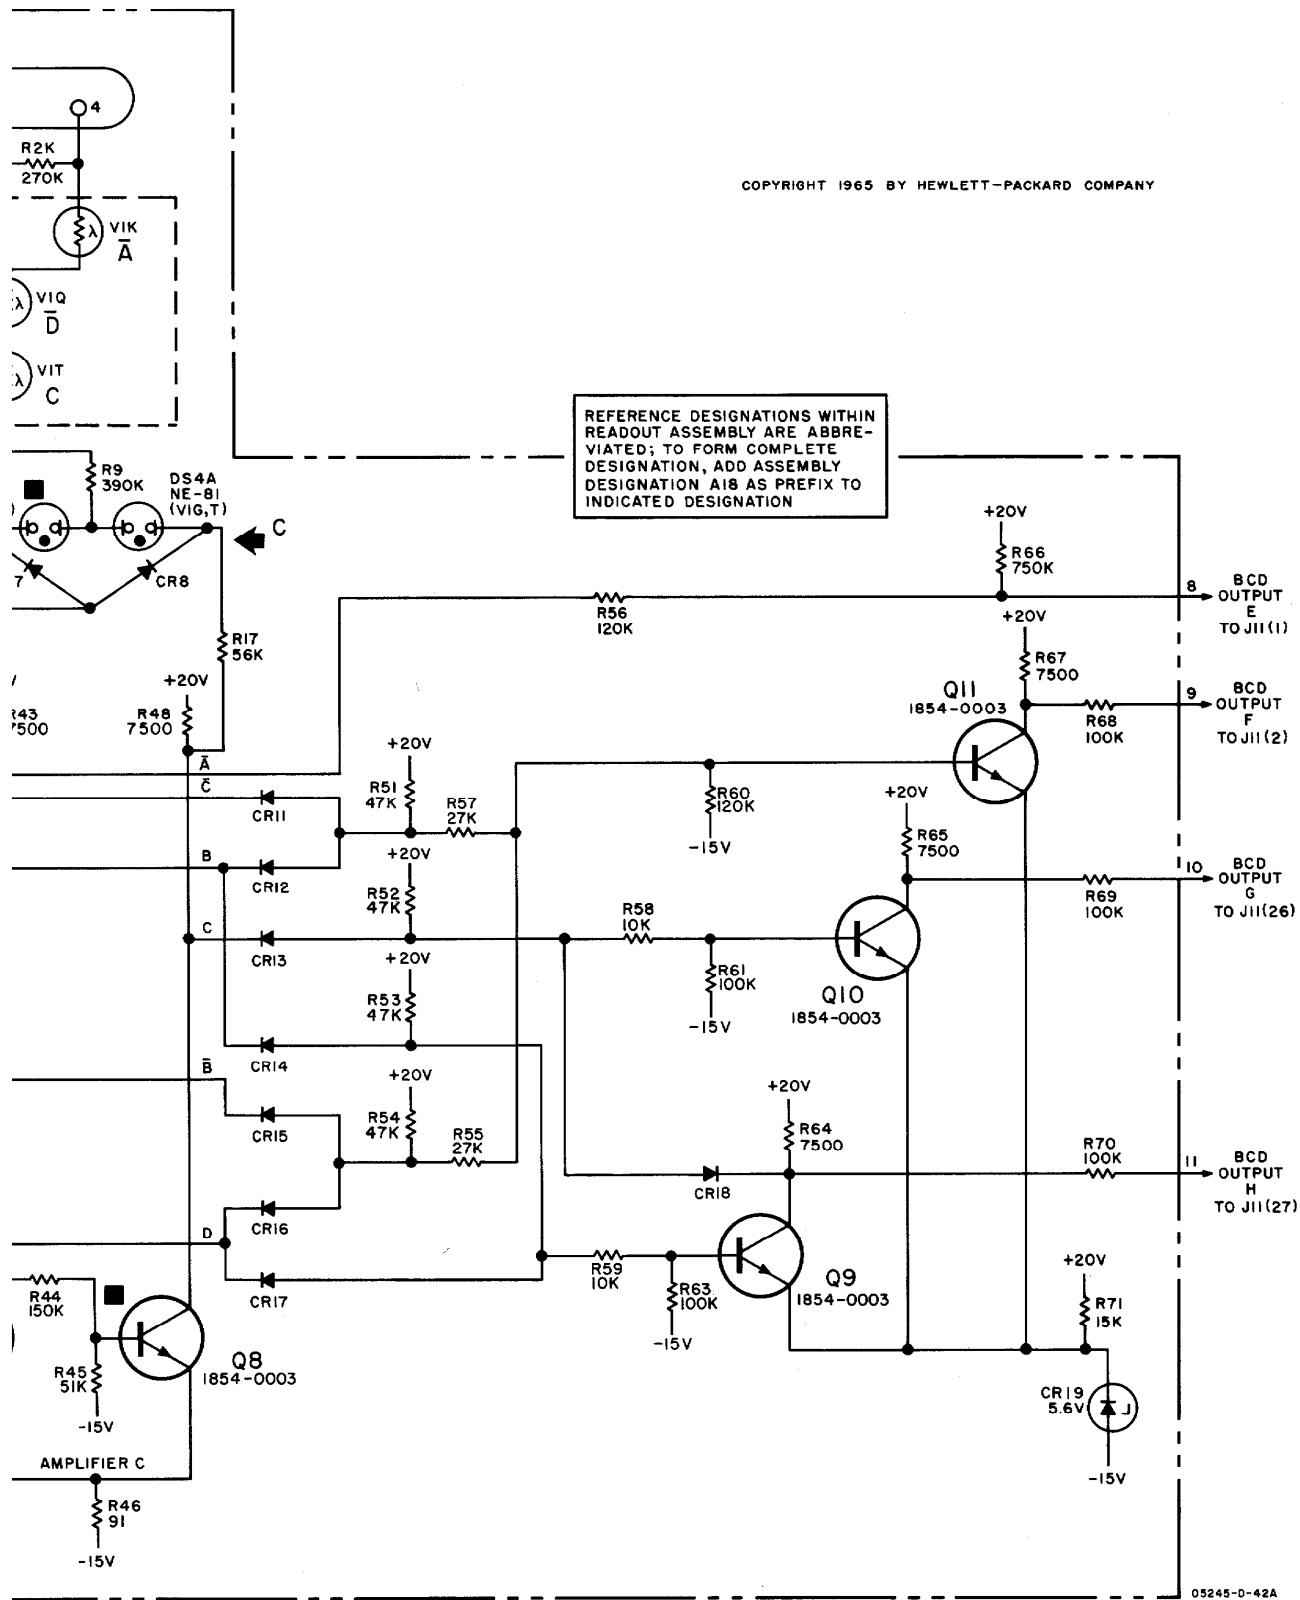 4
R2K
270K
COPYRIGHT 1965 BY HEWLETT-PACKARD COMPANY
λ
V1K
A̅
λ
V1Q
D̅
λ
V1T
C
REFERENCE DESIGNATIONS WITHIN
READOUT ASSEMBLY ARE ABBRE-
VIATED; TO FORM COMPLETE
DESIGNATION, ADD ASSEMBLY
DESIGNATION A18 AS PREFIX TO
INDICATED DESIGNATION
R9
390K
DS4A
NE-81
(V1G,T)
C
7
CR8
+20V
R66
750K
8
BCD
OUTPUT
E
TO J11(1)
R56
120K
+20V
R67
7500
R17
56K
+20V
R48
7500
7500
Q11
1854-0003
9
BCD
OUTPUT
F
TO J11(2)
R68
100K
A̅
C̅
CR11
+20V
R51
47K
R57
27K
R60
120K
-15V
+20V
R65
7500
B
CR12
+20V
R52
47K
10
BCD
OUTPUT
G
TO J11(26)
R69
100K
C
CR13
R58
10K
+20V
R53
47K
R61
100K
-15V
Q10
1854-0003
CR14
B̅
CR15
+20V
R54
47K
R55
27K
+20V
R64
7500
CR18
R70
100K
11
BCD
OUTPUT
H
TO J11(27)
CR16
D
CR17
R59
10K
R63
100K
-15V
Q9
1854-0003
+20V
R71
15K
R44
150K
R45
51K
-15V
Q8
1854-0003
CR19
5.6V
-15V
AMPLIFIER C
R46
91
-15V
05245-D-42A